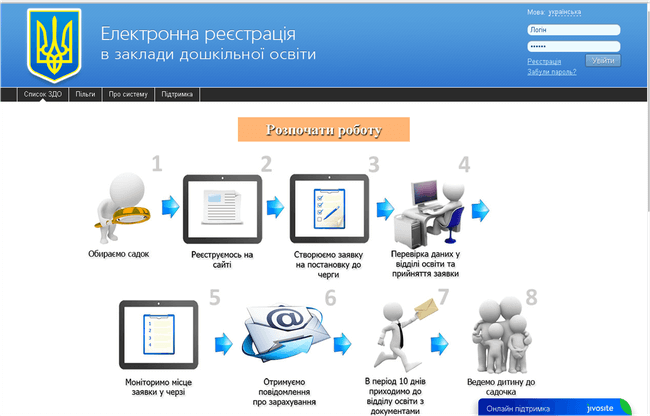 Мова: українська
Електронна реєстрація
в заклади дошкільної освіти
Логін
Реєстрація
Увійти
Забули пароль?
Список ЗДО
Пільги
Про систему
Підтримка
Розпочати роботу
1
2
3
4
Обираємо садок
Реєструємось на
сайті
Створюємо заявку
на постановку до
черги
Перевірка даних у
відділі освіти та
прийняття заявки
5
6
7
8
Моніторимо місце
заявки у черзі
Отримуємо
повідомлення
про зарахування
В період 10 днів
приходимо до
відділу освіти з
документами
Ведемо дитину до
садочка
Онлайн підтримка
jivosite